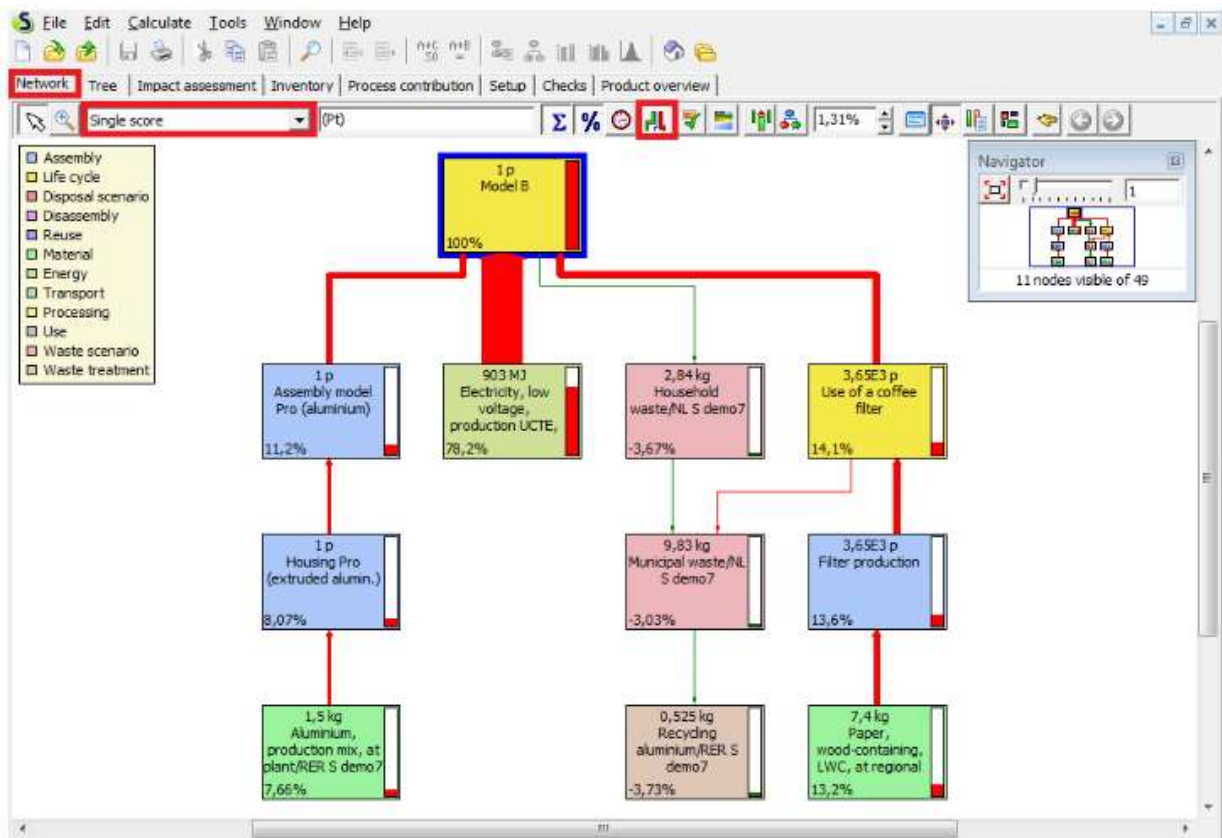 File Edit Calculate Tools Window Help
Network Tree Impact assessment Inventory Process contribution Setup Checks Product overview
Single score (Pt) Σ % 1,31%
Assembly
Life cycle
Disposal scenario
Disassembly
Reuse
Material
Energy
Transport
Processing
Use
Waste scenario
Waste treatment
1 p
Model B
100%
Navigator
1
11 nodes visible of 49
1 p
Assembly model
Pro (aluminium)
11,2%
903 MJ
Electricity, low
voltage,
production UCTE,
78,2%
2,84 kg
Household
waste/NL S demo7
-3,67%
3,65E3 p
Use of a coffee
filter
14,1%
1 p
Housing Pro
(extruded alumin.)
8,07%
9,83 kg
Municipal waste/NL
S demo7
-3,03%
3,65E3 p
Filter production
13,6%
1,5 kg
Aluminium,
production mix, at
plant/RER S demo7
7,66%
0,525 kg
Recycling
aluminium/RER S
demo7
-3,73%
7,4 kg
Paper,
wood-containing,
LWC, at regional
13,2%